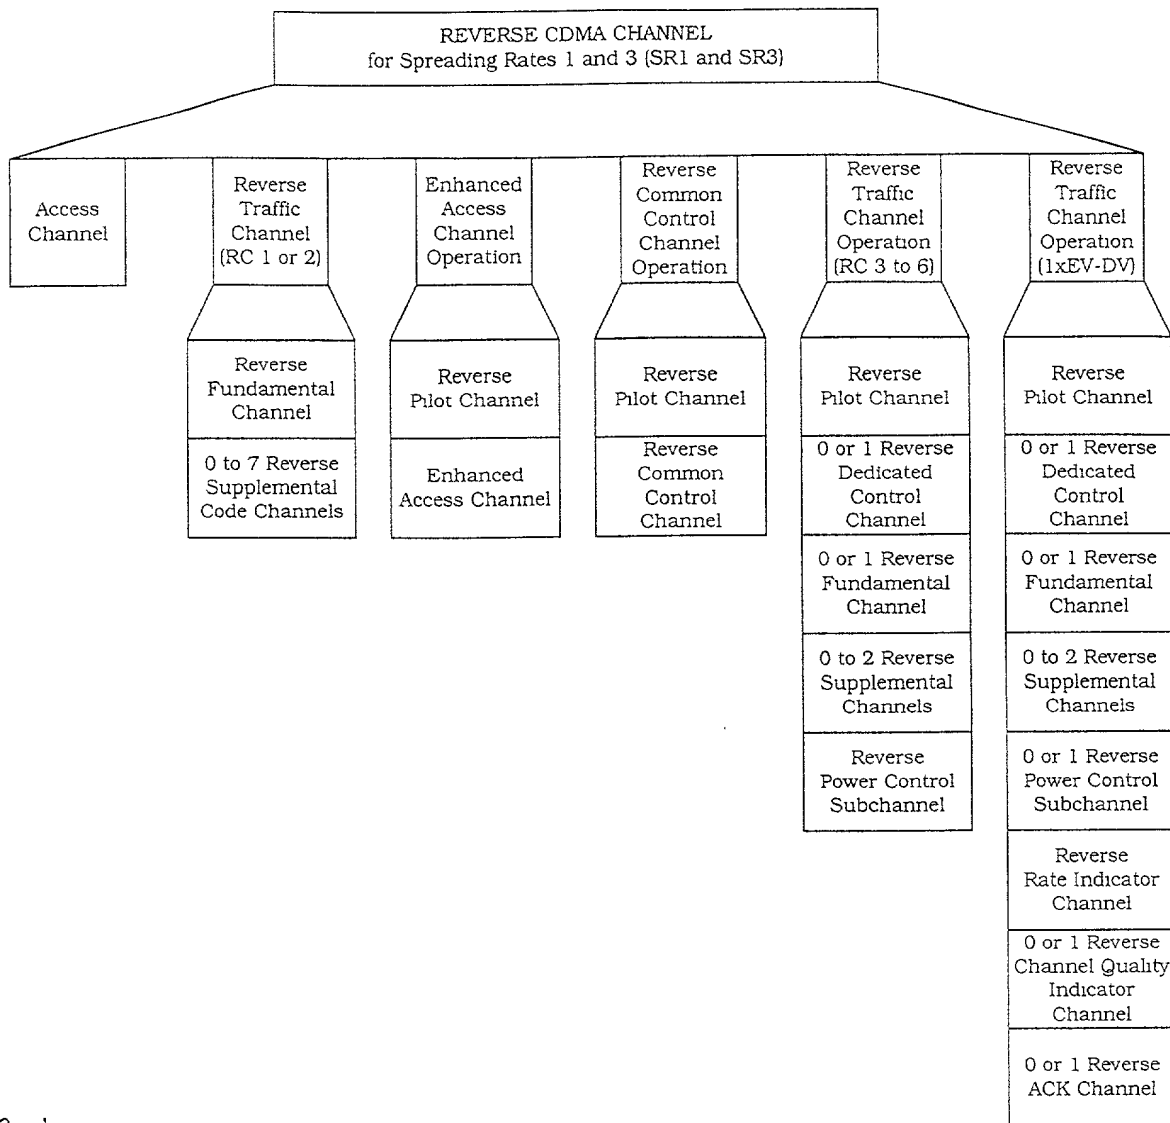 REVERSE CDMA CHANNEL
for Spreading Rates 1 and 3 (SR1 and SR3)
Access
Channel
Reverse
Traffic
Channel
(RC 1 or 2)
Enhanced
Access
Channel
Operation
Reverse
Common
Control
Channel
Operation
Reverse
Traffic
Channel
Operation
(RC 3 to 6)
Reverse
Traffic
Channel
Operation
(1xEV-DV)
Reverse
Fundamental
Channel
0 to 7 Reverse
Supplemental
Code Channels
Reverse
Pilot Channel
Enhanced
Access Channel
Reverse
Pilot Channel
Reverse
Common
Control
Channel
Reverse
Pilot Channel
0 or 1 Reverse
Dedicated
Control
Channel
0 or 1 Reverse
Fundamental
Channel
0 to 2 Reverse
Supplemental
Channels
Reverse
Power Control
Subchannel
Reverse
Pilot Channel
0 or 1 Reverse
Dedicated
Control
Channel
0 or 1 Reverse
Fundamental
Channel
0 to 2 Reverse
Supplemental
Channels
0 or 1 Reverse
Power Control
Subchannel
Reverse
Rate Indicator
Channel
0 or 1 Reverse
Channel Quality
Indicator
Channel
0 or 1 Reverse
ACK Channel